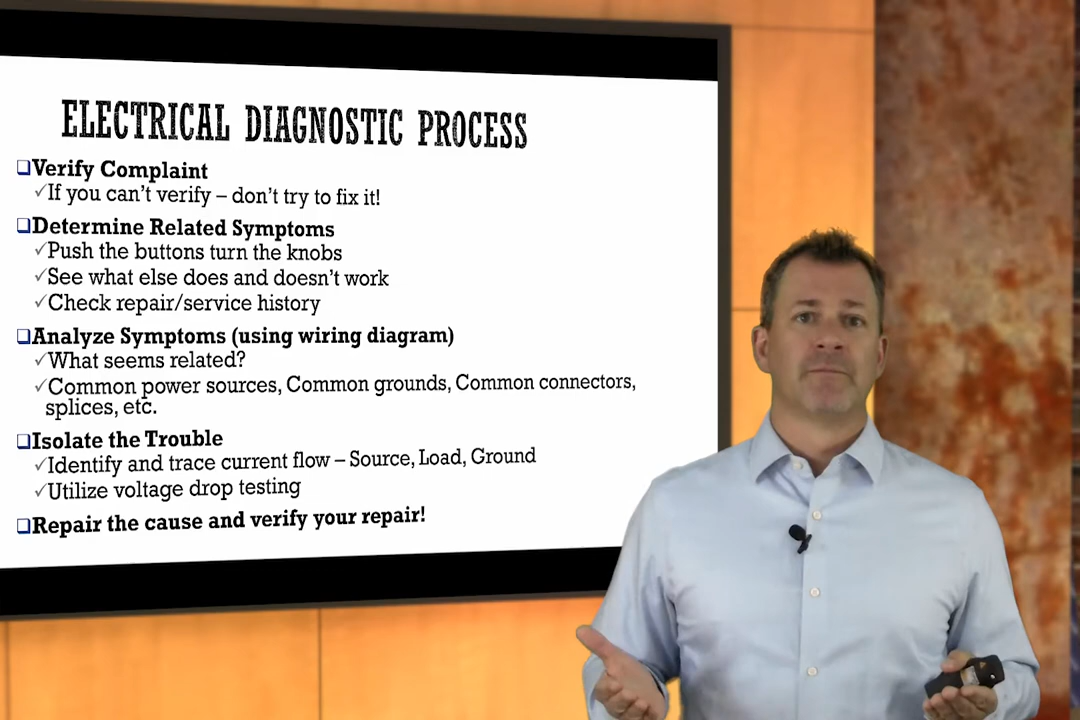 ELECTRICAL DIAGNOSTIC PROCESS
❑Verify Complaint
✓If you can't verify – don't try to fix it!
❑Determine Related Symptoms
✓Push the buttons turn the knobs
✓See what else does and doesn't work
✓Check repair/service history
❑Analyze Symptoms (using wiring diagram)
✓What seems related?
✓Common power sources, Common grounds, Common connectors,
splices, etc.
❑Isolate the Trouble
✓Identify and trace current flow – Source, Load, Ground
✓Utilize voltage drop testing
❑Repair the cause and verify your repair!